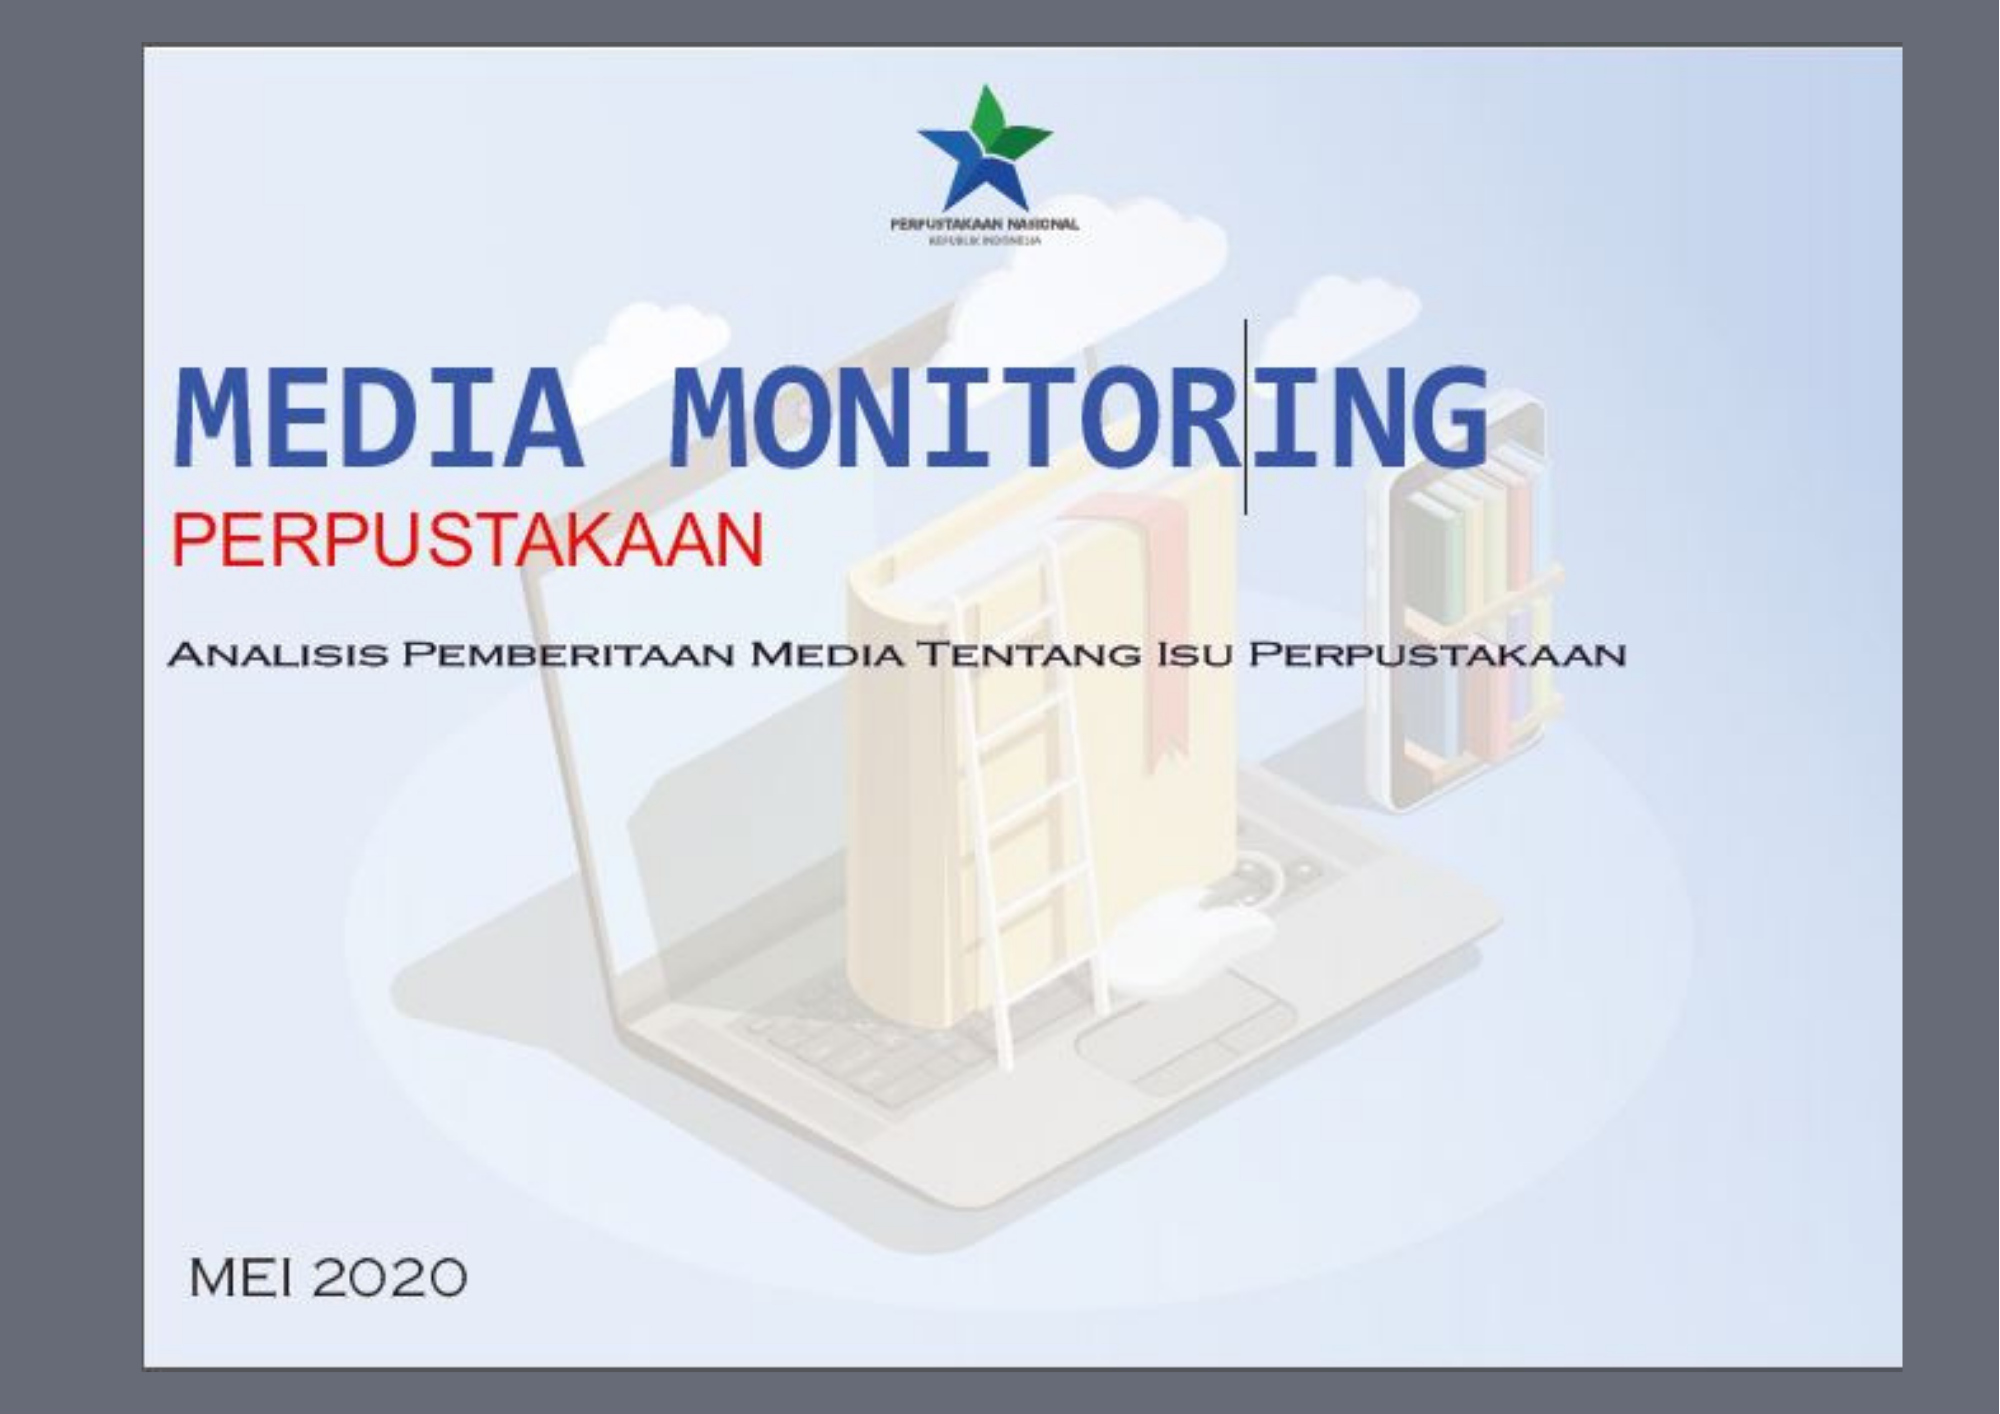 PERPUSTAKAAN NASIONAL
REPUBLIK INDONESIA
MEDIA MONITORING
PERPUSTAKAAN
ANALISIS PEMBERITAAN MEDIA TENTANG ISU PERPUSTAKAAN
MEI 2020